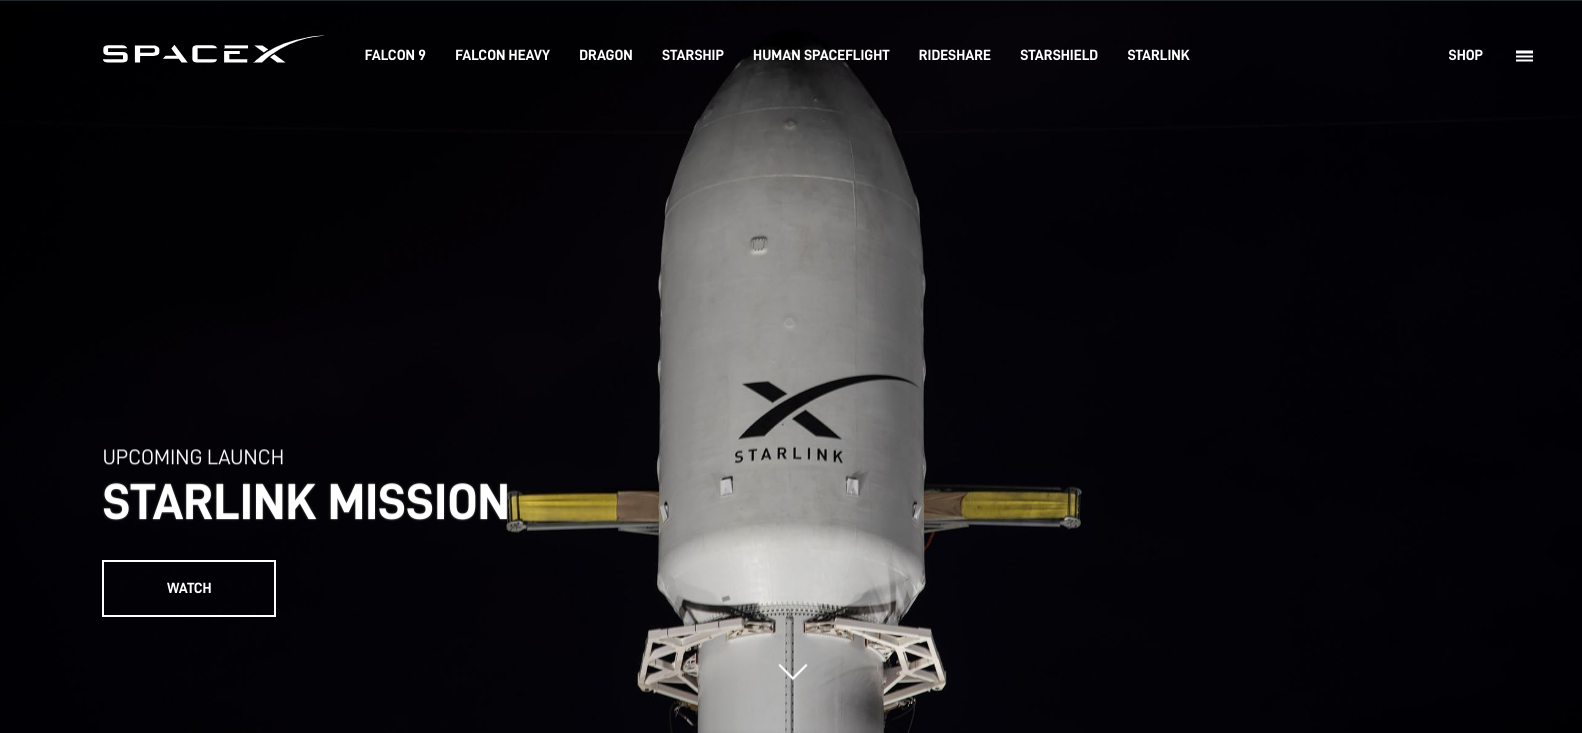 SPACEX
FALCON 9
FALCON HEAVY
DRAGON
STARSHIP
HUMAN SPACEFLIGHT
RIDESHARE
STARSHIELD
STARLINK
SHOP
STARLINK
UPCOMING LAUNCH
STARLINK MISSION
WATCH